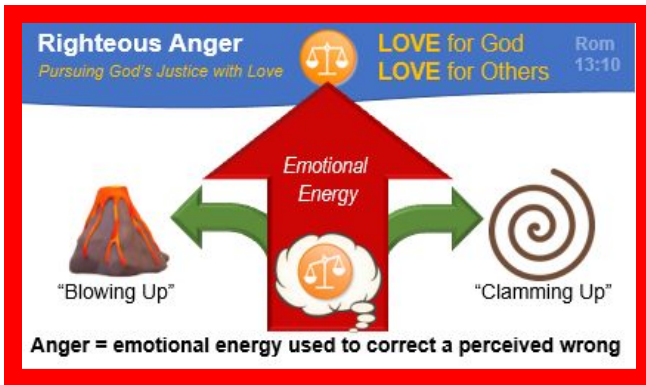 Righteous Anger
Pursuing God's Justice with Love
LOVE for God
LOVE for Others
Rom
13:10
Emotional
Energy
“Blowing Up”
“Clamming Up”
Anger = emotional energy used to correct a perceived wrong